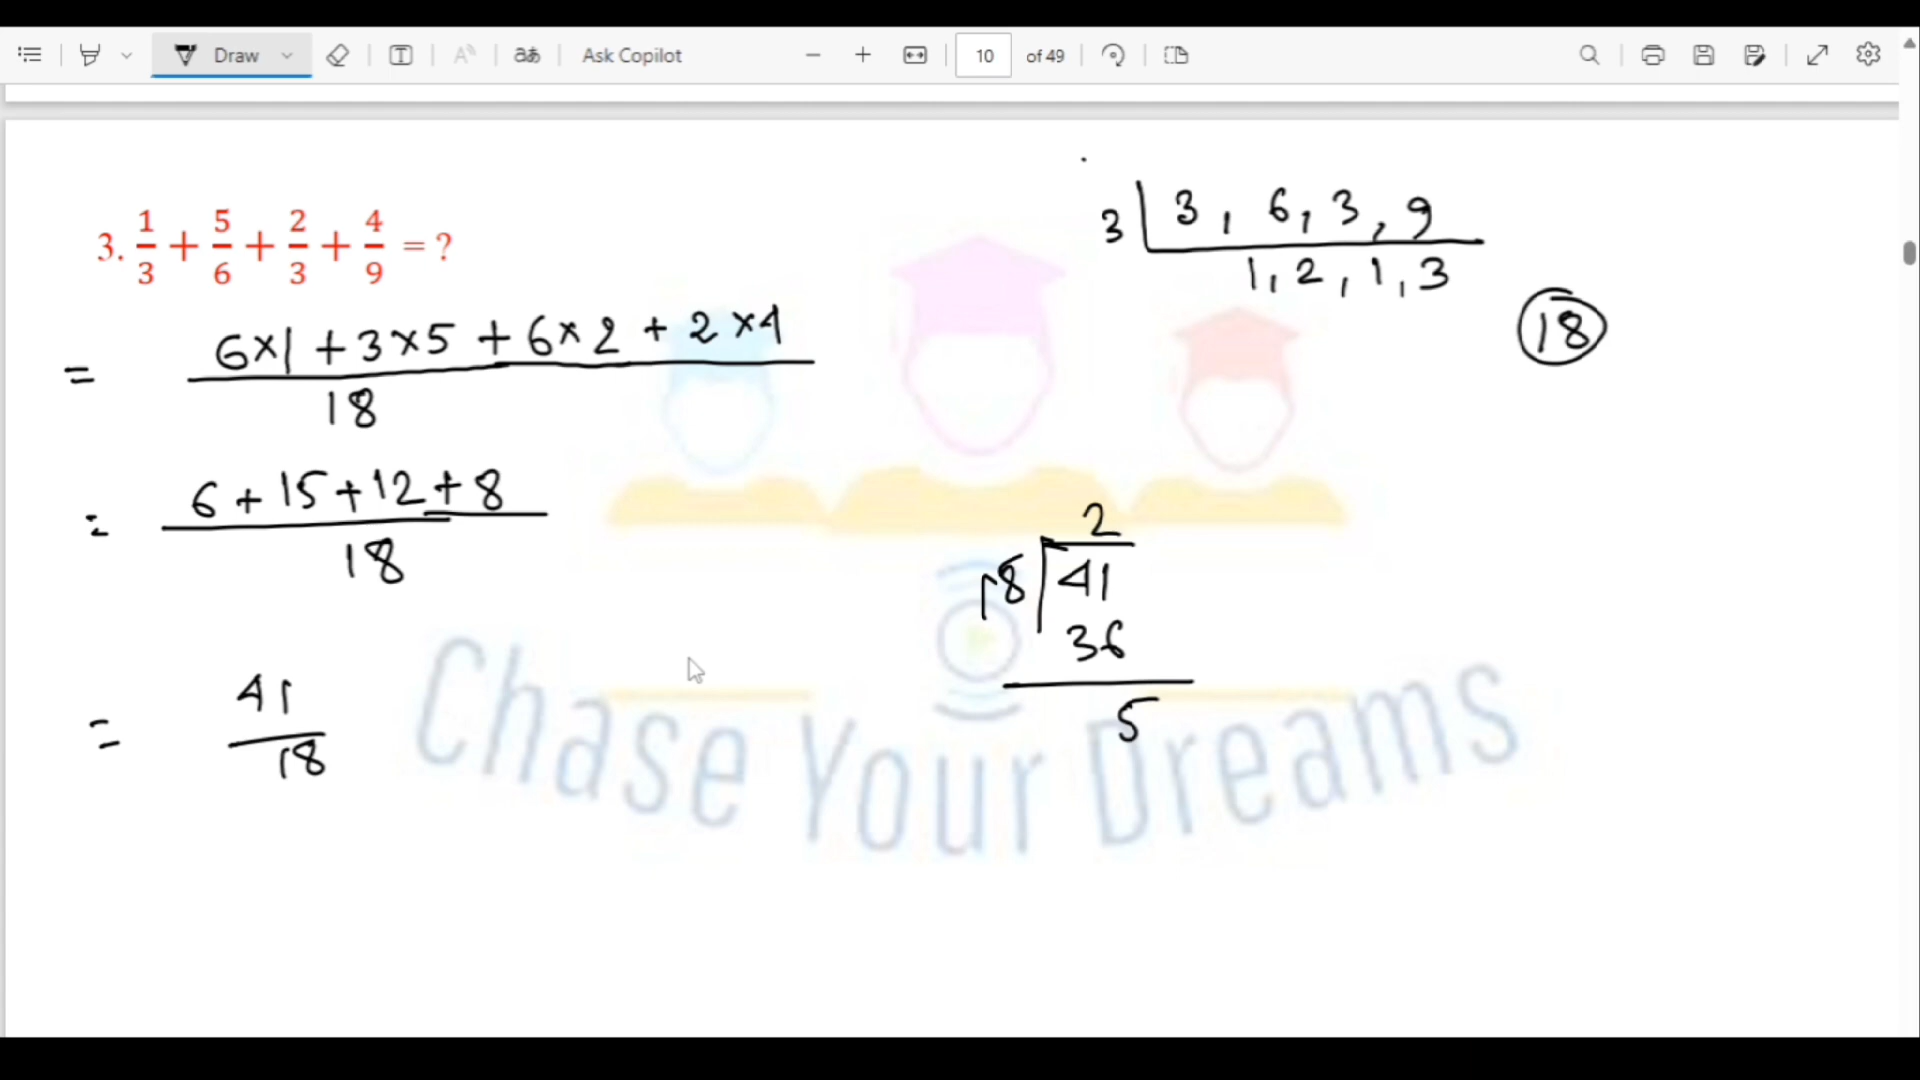 Draw
aあ
Ask Copilot
10 of 49
3. 1/3 + 5/6 + 2/3 + 4/9 = ?
= 6×1 + 3×5 + 6×2 + 2×4 / 18
= 6 + 15 + 12 + 8 / 18
= 41 / 18
3 | 3, 6, 3, 9
1, 2, 1, 3
18
2
18 | 41
36
5
Chase Your Dreams